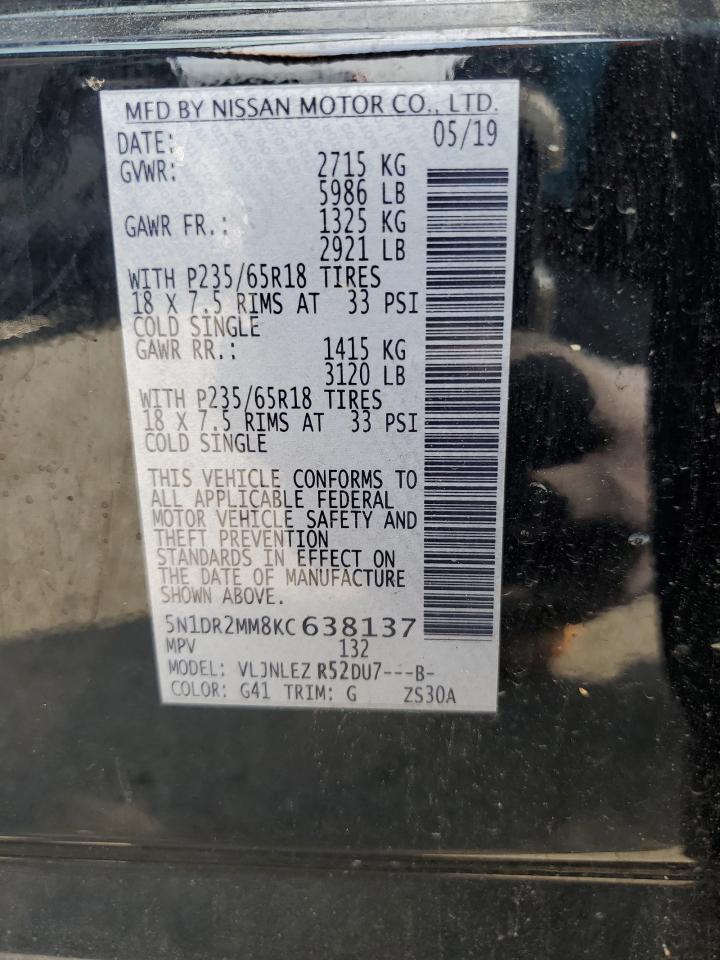 MFD BY NISSAN MOTOR CO., LTD.
DATE: 05/19
GVWR: 2715 KG
5986 LB
GAWR FR.: 1325 KG
2921 LB
WITH P235/65R18 TIRES
18 X 7.5 RIMS AT 33 PSI
COLD SINGLE
GAWR RR.: 1415 KG
3120 LB
WITH P235/65R18 TIRES
18 X 7.5 RIMS AT 33 PSI
COLD SINGLE
THIS VEHICLE CONFORMS TO
ALL APPLICABLE FEDERAL
MOTOR VEHICLE SAFETY AND
THEFT PREVENTION
STANDARDS IN EFFECT ON
THE DATE OF MANUFACTURE
SHOWN ABOVE.
5N1DR2MM8KC638137
MPV 132
MODEL: VLJNLEZ R52DU7---B-
COLOR: G41 TRIM: G ZS30A